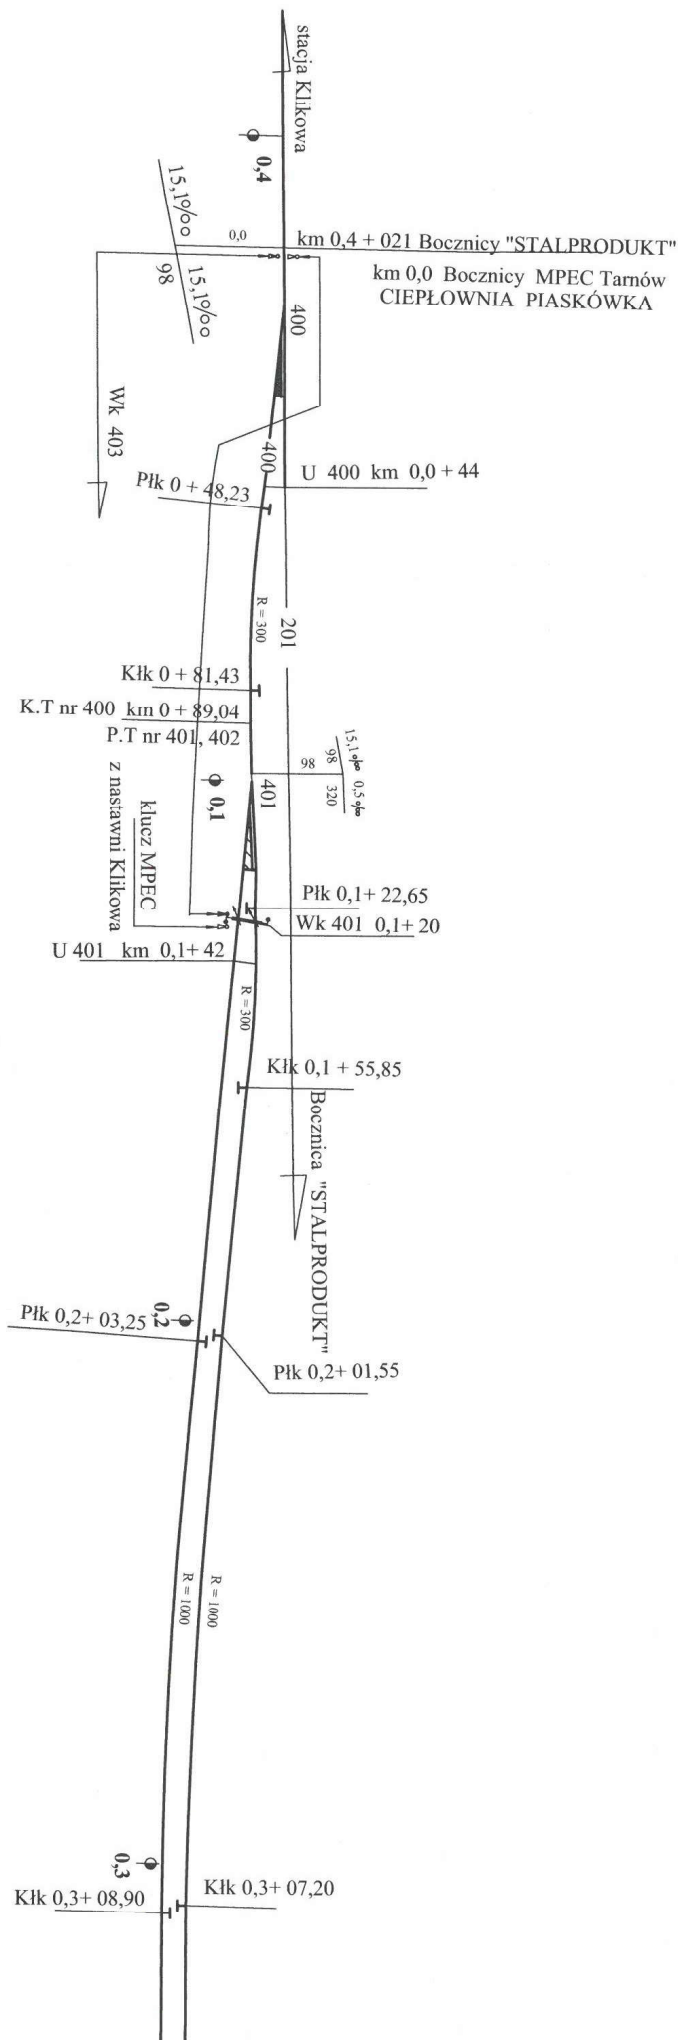 stacja Klikowa
0,4
15,1‰
98
15,1‰
0,0
km 0,4 + 021 Bocznicy "STALPRODUKT"
km 0,0 Bocznicy MPEC Tarnów
CIEPŁOWNIA PIASKÓWKA
400
Wk 403
400
U 400 km 0,0 + 44
Płk 0 + 48,23
R = 300
201
Kłk 0 + 81,43
K.T nr 400 km 0 + 89,04
P.T nr 401, 402
15,1‰
98
0,5‰
320
98
401
0,1
klucz MPEC
z nastawni Klikowa
Płk 0,1+ 22,65
Wk 401 0,1+ 20
U 401 km 0,1+ 42
R = 300
Kłk 0,1 + 55,85
Bocznica "STALPRODUKT"
0,2
Płk 0,2+ 03,25
Płk 0,2+ 01,55
R = 1000
R = 1000
0,3
Kłk 0,3+ 08,90
Kłk 0,3+ 07,20